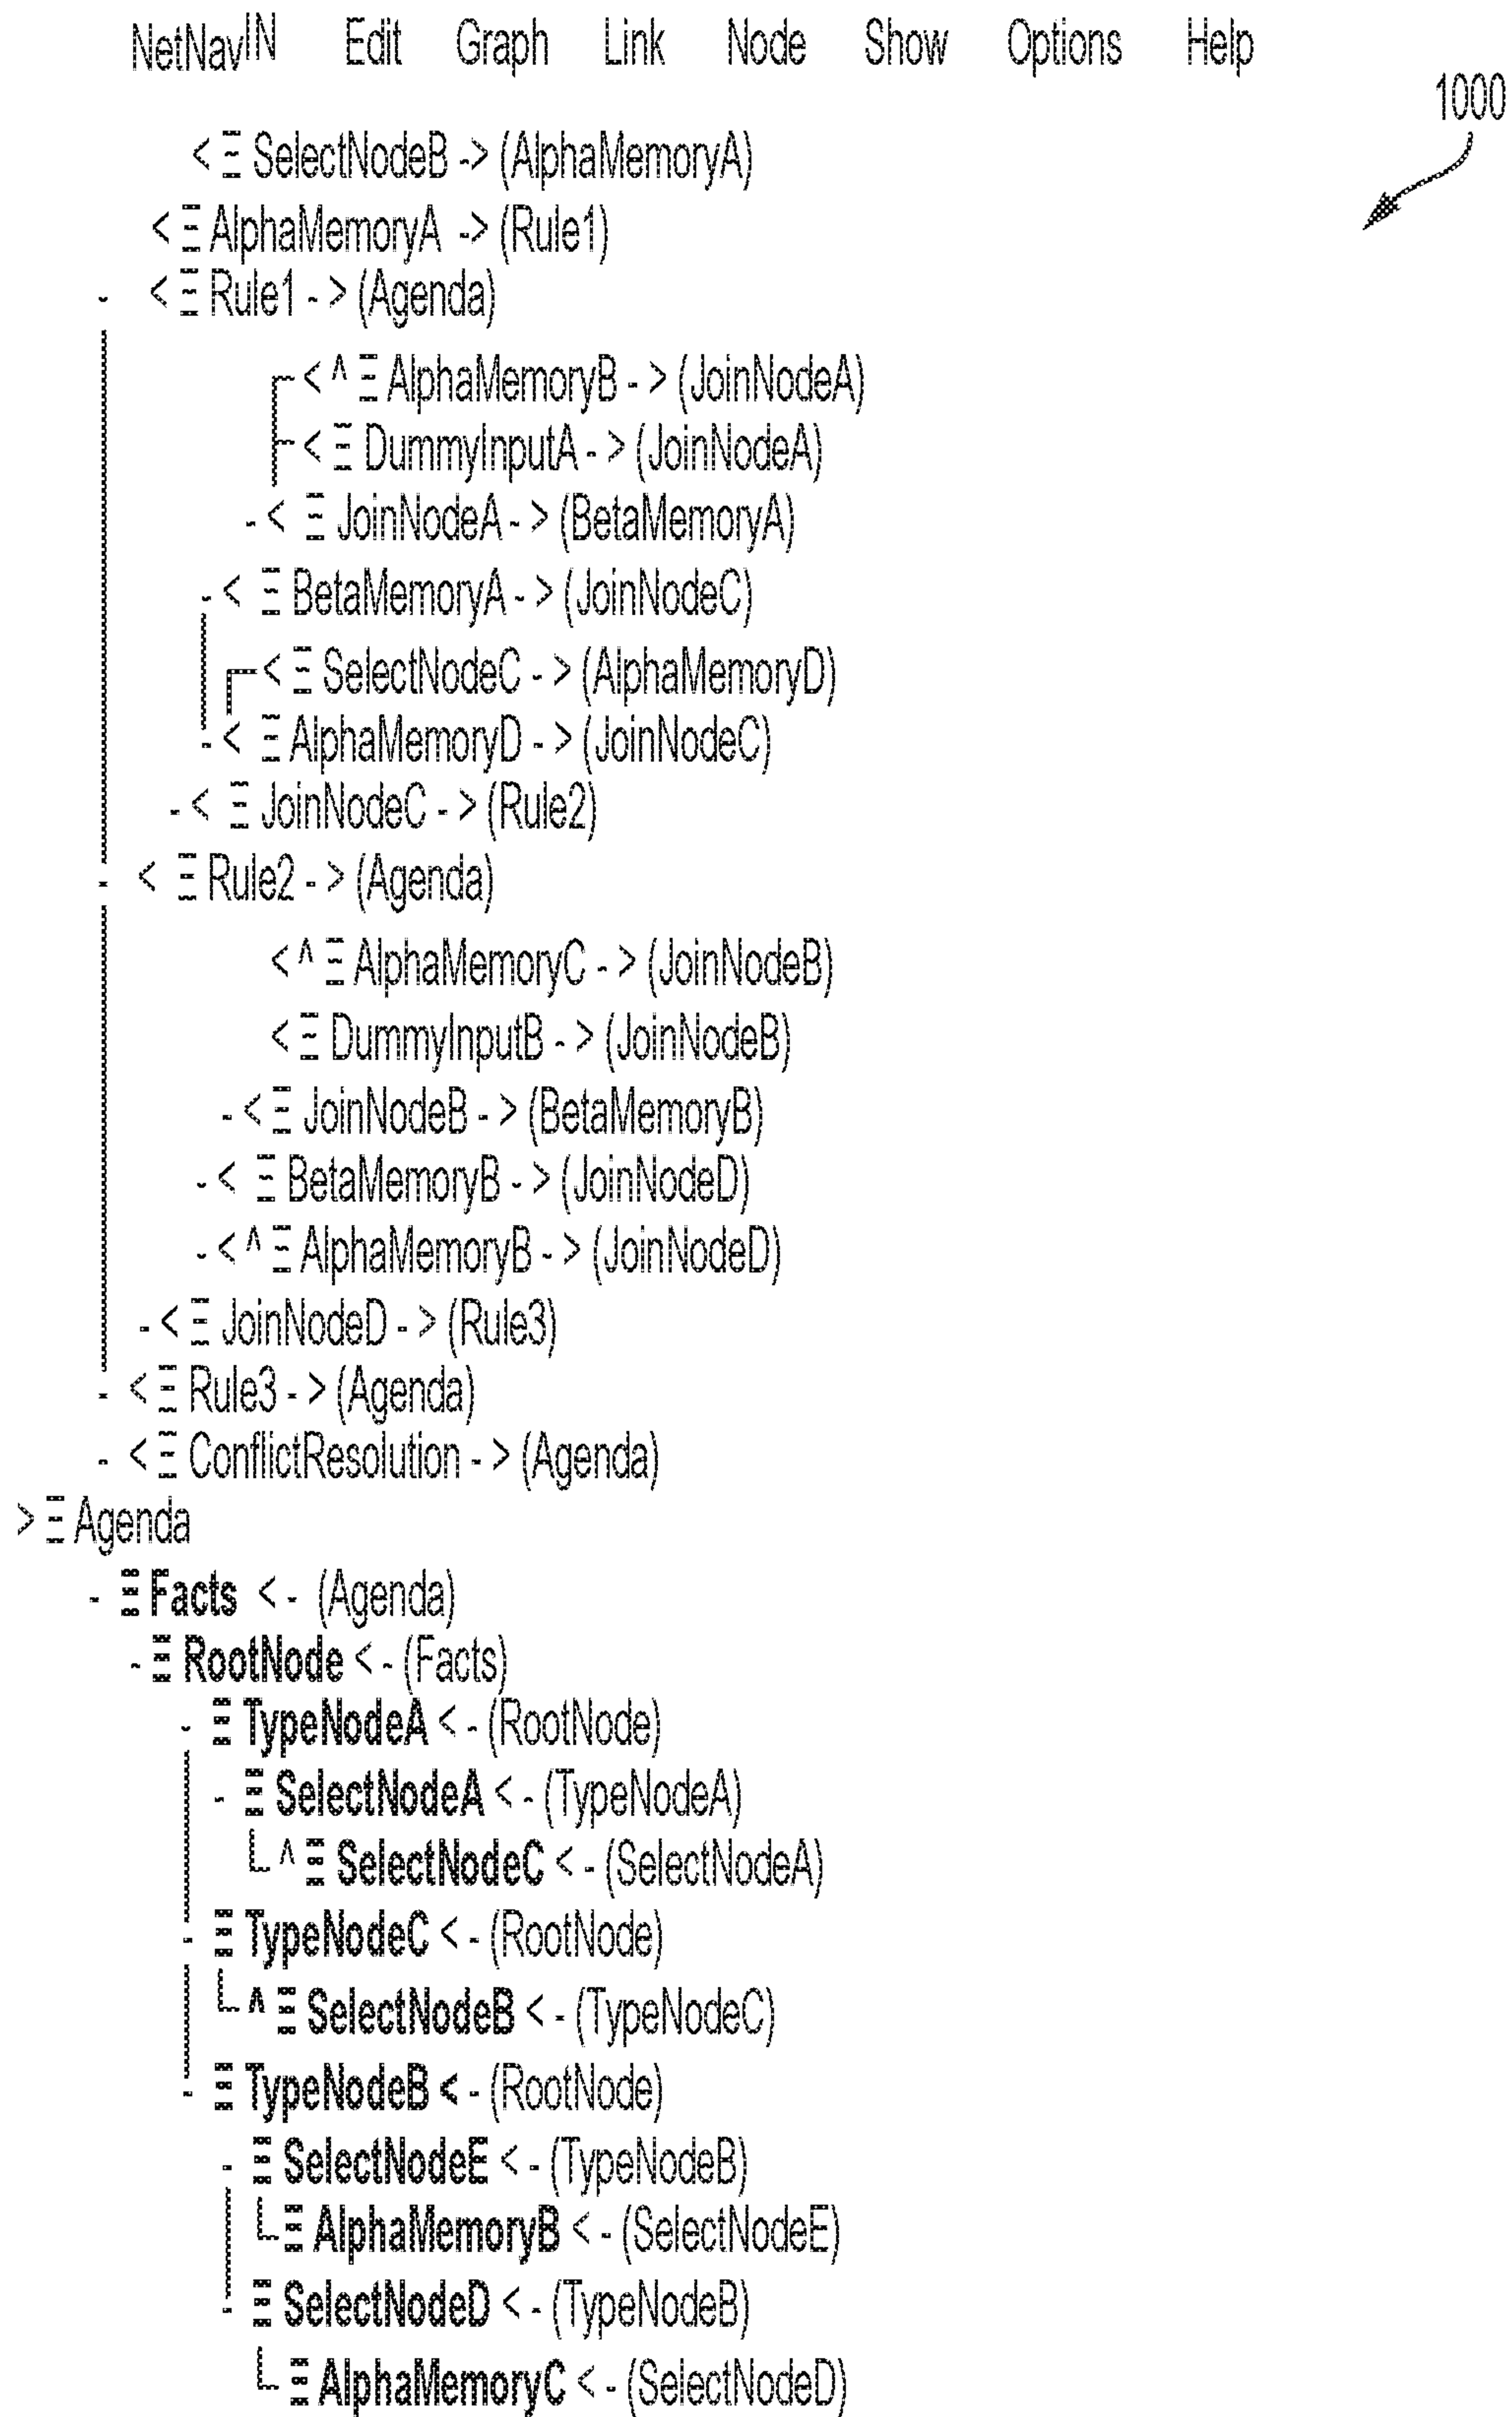 NetNavIN Edit Graph Link Node Show Options Help
1000
< Ξ SelectNodeB -> (AlphaMemoryA)
< Ξ AlphaMemoryA -> (Rule1)
- < Ξ Rule1 - > (Agenda)
< ^ Ξ AlphaMemoryB - > (JoinNodeA)
< Ξ DummyInputA - > (JoinNodeA)
- < Ξ JoinNodeA - > (BetaMemoryA)
- < Ξ BetaMemoryA - > (JoinNodeC)
< Ξ SelectNodeC - > (AlphaMemoryD)
- < Ξ AlphaMemoryD - > (JoinNodeC)
- < Ξ JoinNodeC - > (Rule2)
- < Ξ Rule2 - > (Agenda)
< ^ Ξ AlphaMemoryC - > (JoinNodeB)
< Ξ DummyInputB - > (JoinNodeB)
- < Ξ JoinNodeB - > (BetaMemoryB)
- < Ξ BetaMemoryB - > (JoinNodeD)
- < ^ Ξ AlphaMemoryB - > (JoinNodeD)
- < Ξ JoinNodeD - > (Rule3)
- < Ξ Rule3 - > (Agenda)
- < Ξ ConflictResolution - > (Agenda)
> Ξ Agenda
- Ξ Facts < - (Agenda)
- Ξ RootNode < - (Facts)
- Ξ TypeNodeA < - (RootNode)
- Ξ SelectNodeA < - (TypeNodeA)
^ Ξ SelectNodeC < - (SelectNodeA)
- Ξ TypeNodeC < - (RootNode)
^ Ξ SelectNodeB < - (TypeNodeC)
- Ξ TypeNodeB < - (RootNode)
- Ξ SelectNodeE < - (TypeNodeB)
Ξ AlphaMemoryB < - (SelectNodeE)
- Ξ SelectNodeD < - (TypeNodeB)
Ξ AlphaMemoryC < - (SelectNodeD)